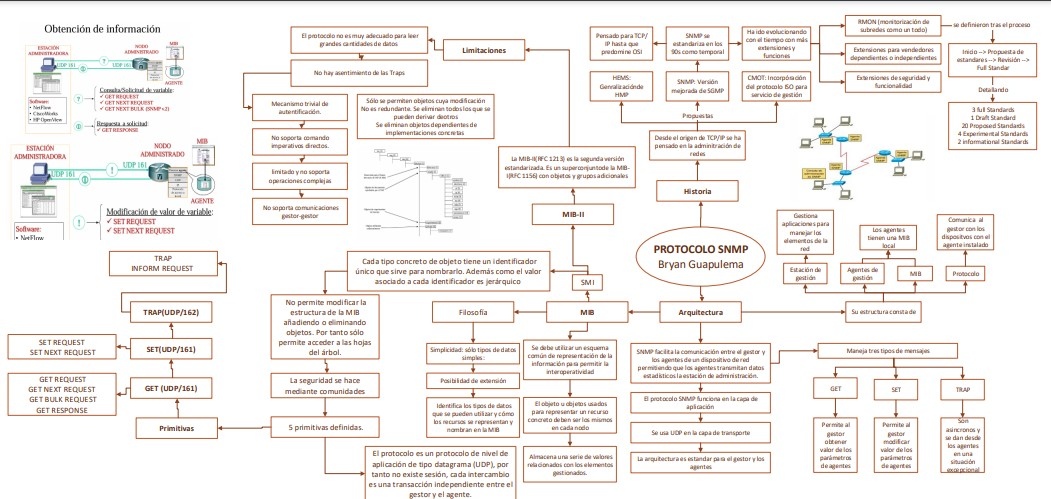 Obtención de información
ESTACIÓN
ADMINISTRADORA
NODO
ADMINISTRADO
MIB
UDP 161
AGENTE
Software:
• NetFlow
• CiscoWorks
• HP OpenView
Consulta/Solicitud de variable:
✓ GET REQUEST
✓ GET NEXT REQUEST
✓ GET NEXT BULK (SNMP v2)
Respuesta a solicitud:
✓ GET RESPONSE
ESTACIÓN
ADMINISTRADORA
NODO
ADMINISTRADO
MIB
UDP 161
UDP 161
AGENTE
Software:
• NetFlow
Modificación de valor de variable:
✓ SET REQUEST
✓ SET NEXT REQUEST
El protocolo no es muy adecuado para leer
grandes cantidades de datos
Limitaciones
No hay asentimiento de las Traps
Mecanismo trivial de
autentificación.
No soporta comando
imperativos directos.
limitado y no soporta
operaciones complejas
No soporta comunicaciones
gestor-gestor
Sólo se permiten objetos cuya modificación
No es redundante. Se eliminan todos los que se
pueden derivar deotros
Se eliminan objetos dependientes de
implementaciones concretas
La MIB-II(RFC 1213) es la segunda versión
estandarizada. Es un superconjuntode la MIB-
I(RFC 1156) con objetos y grupos adicionales
MIB-II
Pensado para TCP/
IP hasta que
predomine OSI
SNMP se
estandariza en los
90s como temporal
Ha ido evolucionando
con el tiempo con más
extensiones y
funciones
RMON (monitorización de
subredes como un todo)
Extensiones para vendedores
dependientes o independientes
Extensiones de seguridad y
funcionalidad
se definieron tras el proceso
Inicio --> Propuesta de
estandares --> Revisión -->
Full Standar
Detallando
3 full Standards
1 Draft Standard
20 Proposed Standards
4 Experimental Standards
2 informational Standards
HEMS:
Genralización de
HMP
SNMP: Versión
mejorada de SGMP
CMOT: Incorpósión
del protocolo ISO para
servicio de gestión
Propuestas
Desde el origen de TCP/IP se ha
pensado en la adminitración de
redes
Historia
PROTOCOLO SNMP
Bryan Guapulema
Gestiona
aplicaciones para
manejar los
elementos de la
red
Los agentes
tienen una MIB
local
Comunica al
gestor con los
dispositvos con el
agente instalado
Estación de
gestión
Agentes de
gestión
MIB
Protocolo
Su estructura consta de
TRAP
INFORM REQUEST
TRAP(UDP/162)
SET REQUEST
SET NEXT REQUEST
SET(UDP/161)
GET REQUEST
GET NEXT REQUEST
GET BULK REQUEST
GET RESPONSE
GET (UDP/161)
Primitivas
Cada tipo concreto de objeto tiene un identificador
único que sirve para nombrarlo. Además como el valor
asociado a cada identificador es jerárquico
SMI
No permite modificar la
estructura de la MIB
añadiendo o eliminando
objetos. Por tanto sólo
permite acceder a las hojas
del árbol.
La seguridad se hace
mediante comunidades
5 primitivas definidas.
El protocolo es un protocolo de nivel de
aplicación de tipo datagrama (UDP), por
tanto no existe sesión, cada intercambio
es una transacción independiente entre el
gestor y el agente.
Filosofía
MIB
Arquitectura
Simplicidad: sólo tipos de datos
simples:
Posibilidad de extensión
Identifica los tipos de datos
que se pueden utilizar y cómo
los recursos se representan y
nombran en la MIB
Se debe utilizar un esquema
común de representación de la
información para permitir la
interoperatividad
El objeto u objetos usados
para representar un recurso
concreto deben ser los mismos
en cada nodo
Almacena una serie de valores
relacionados con los elementos
gestionados.
SNMP facilita la comunicación entre el gestor y
los agentes de un dispositivo de red
permitiendo que los agentes transmitan datos
estadísticos la estación de administración.
El protocolo SNMP funciona en la capa de
aplicación
Se usa UDP en la capa de transporte
La arquitectura es estandar para el gestor y los
agentes
Maneja tres tipos de mensajes
GET
SET
TRAP
Permite al
gestor
obtener
valor de los
parámetros
de agentes
Permite al
gestor
modificar
valor de los
parámetros
de agentes
Son
asincronos y
se dan desde
los agentes
en una
situación
excepcional